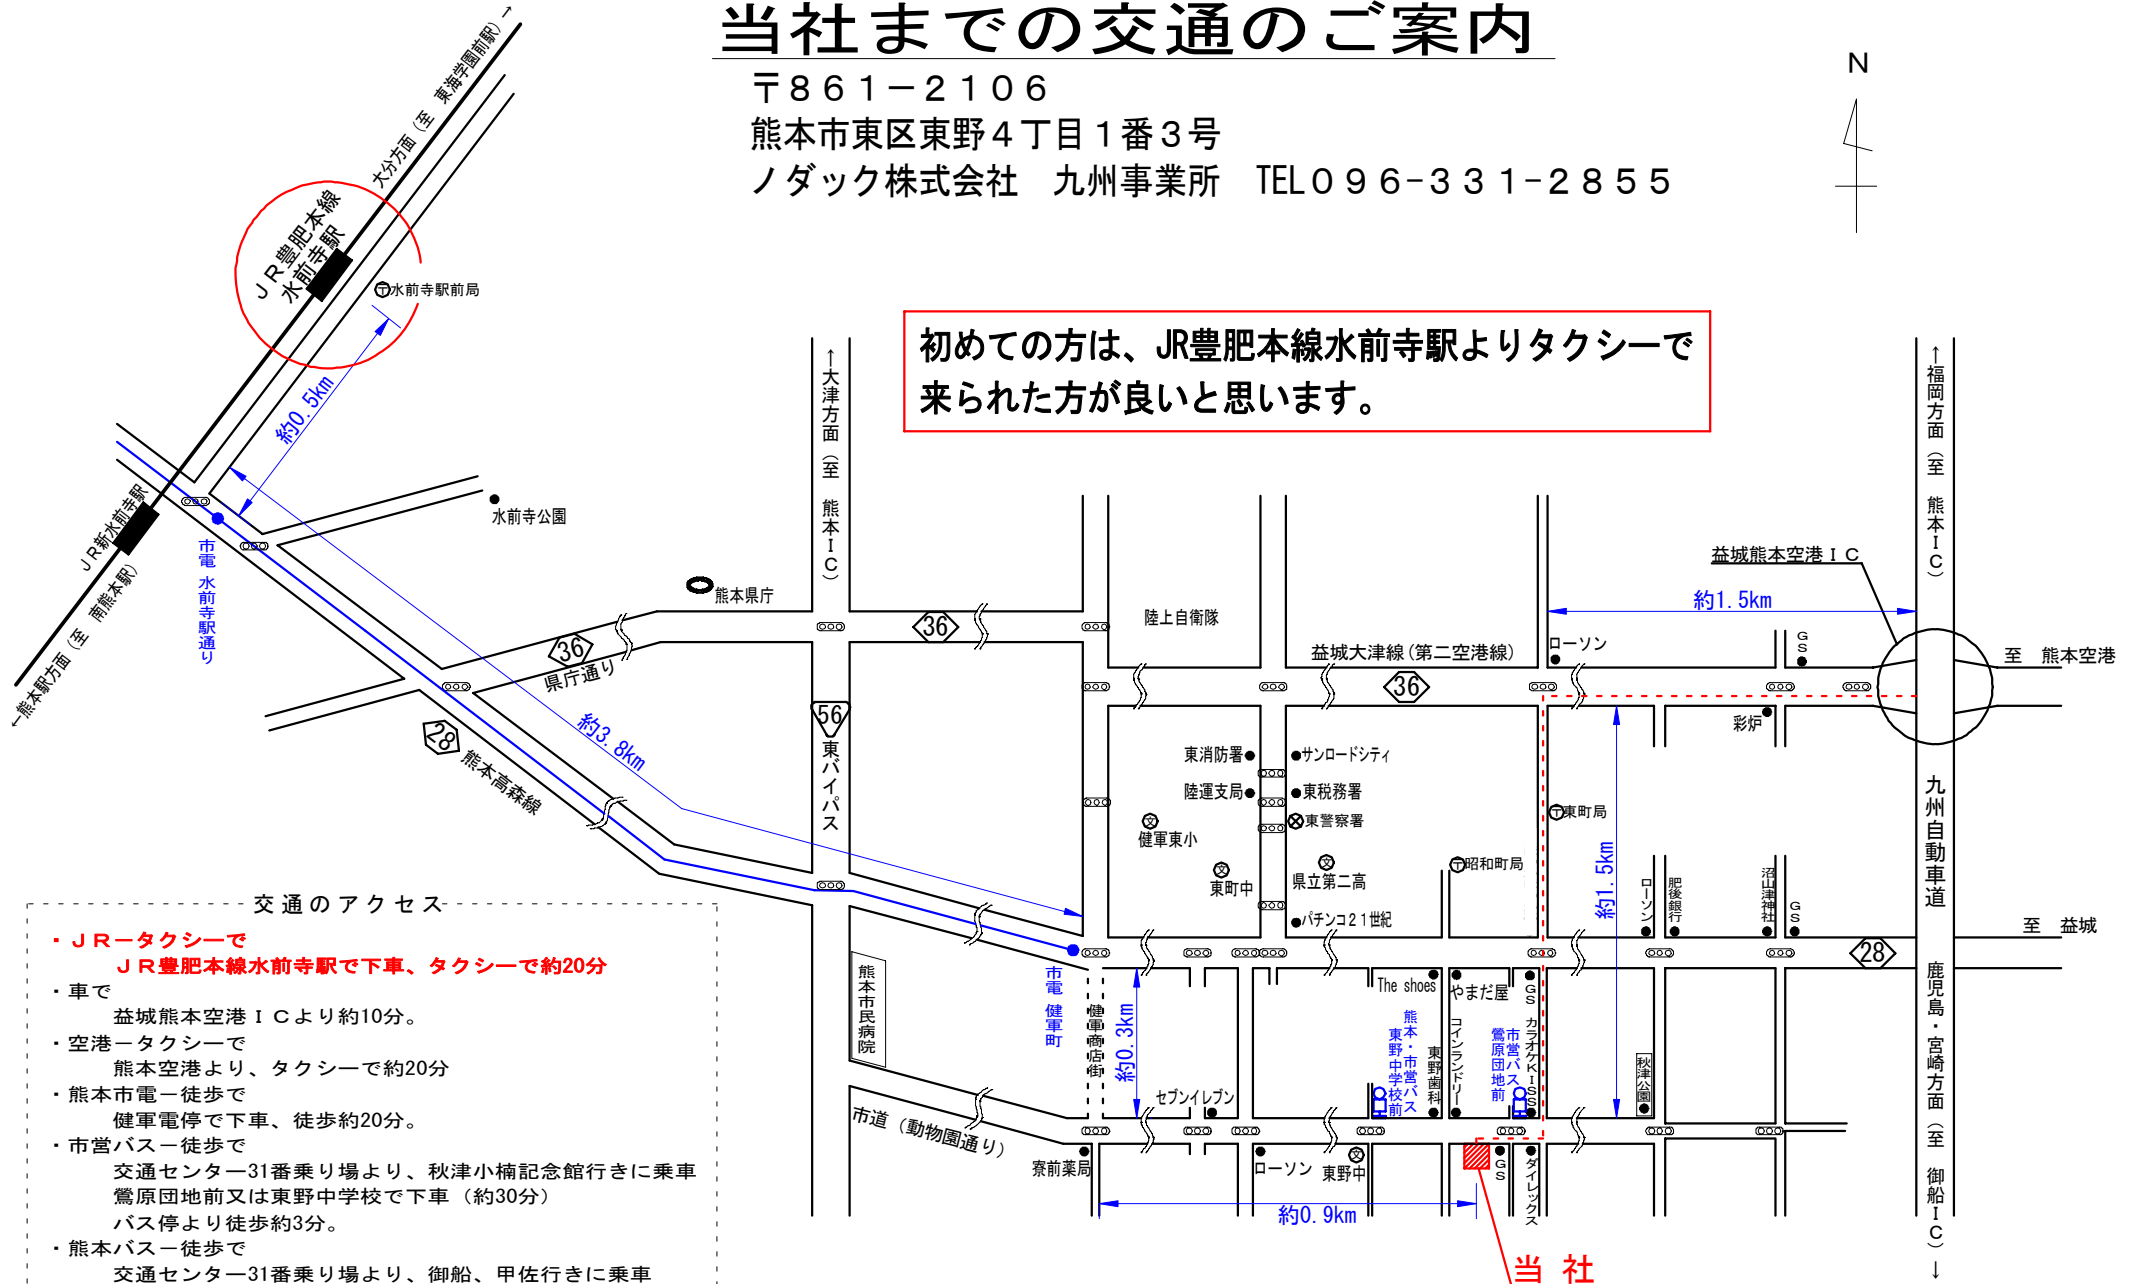 当社までの交通のご案内
〒861－2106
熊本市東区東野4丁目1番3号
ノダック株式会社　九州事業所　TEL096-331-2855
N
初めての方は、JR豊肥本線水前寺駅よりタクシーで
来られた方が良いと思います。
大分方面（至　東海学園前駅）→
JR豊肥本線
水前寺駅
〒水前寺駅前局
約0.5km
JR新水前寺駅
←熊本駅方面（至　南熊本駅）
市電 水前寺駅通り
水前寺公園
熊本県庁
←大津方面（至　熊本IC）
36
県庁通り
36
28
熊本高森線
約3.8km
56
東バイパス
陸上自衛隊
益城大津線(第二空港線)
36
ローソン
約1.5km
益城熊本空港IC
←福岡方面（至　熊本IC）
GS
至　熊本空港
彩炉
東消防署
サンロードシティ
陸運支局
東税務署
東警察署
文
健軍東小
文
東町中
文
県立第二高
パチンコ21世紀
〒東町局
〒昭和町局
約1.5km
ローソン
肥後銀行
沼山津神社
GS
九州自動車道
至　益城
28
鹿児島・宮崎方面（至　御船IC）→
熊本市民病院
市電 健軍町
健軍商店街
約0.3km
The shoes
やまだ屋
GS
カラオケKISS
熊本・市営バス
東野中学校前
東野歯科
コインランドリー
市営バス
鶯原団地前
秋津公園
セブンイレブン
市道（動物園通り）
寮前薬局
ローソン
文
東野中
GS
ダイレックス
約0.9km
当社
交通のアクセス
・JR－タクシーで
JR豊肥本線水前寺駅で下車、タクシーで約20分
・車で
益城熊本空港ICより約10分。
・空港－タクシーで
熊本空港より、タクシーで約20分
・熊本市電－徒歩で
健軍電停で下車、徒歩約20分。
・市営バス－徒歩で
交通センター31番乗り場より、秋津小楠記念館行きに乗車
鶯原団地前又は東野中学校で下車（約30分）
バス停より徒歩約3分。
・熊本バス－徒歩で
交通センター31番乗り場より、御船、甲佐行きに乗車